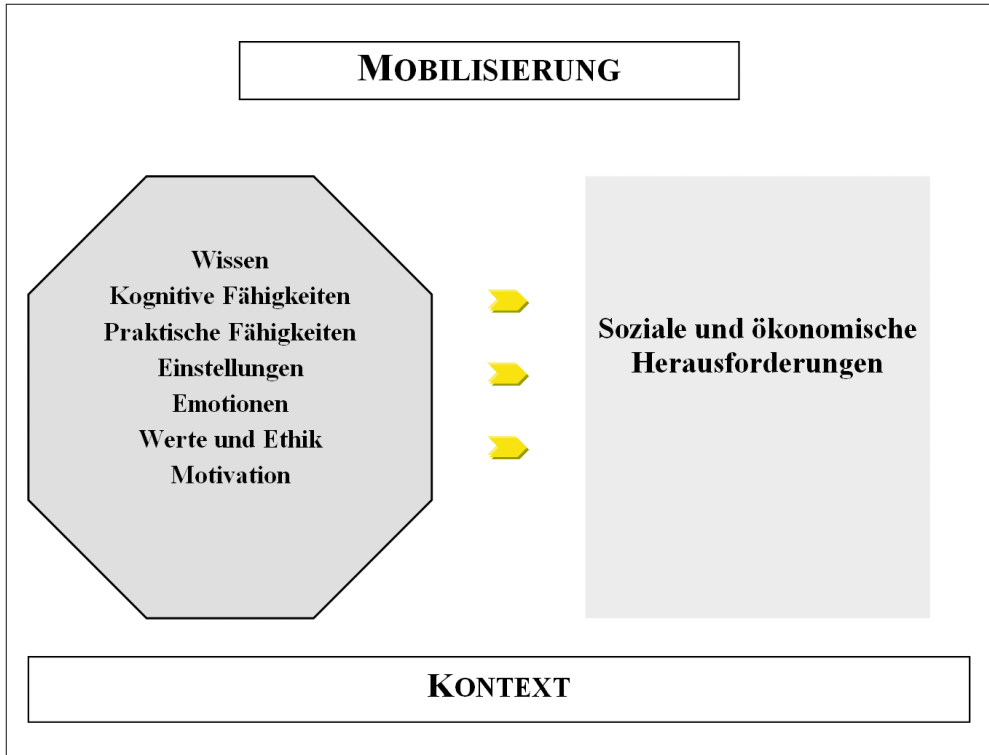 MOBILISIERUNG
Wissen
Kognitive Fähigkeiten
Praktische Fähigkeiten
Einstellungen
Emotionen
Werte und Ethik
Motivation
Soziale und ökonomische
Herausforderungen
KONTEXT